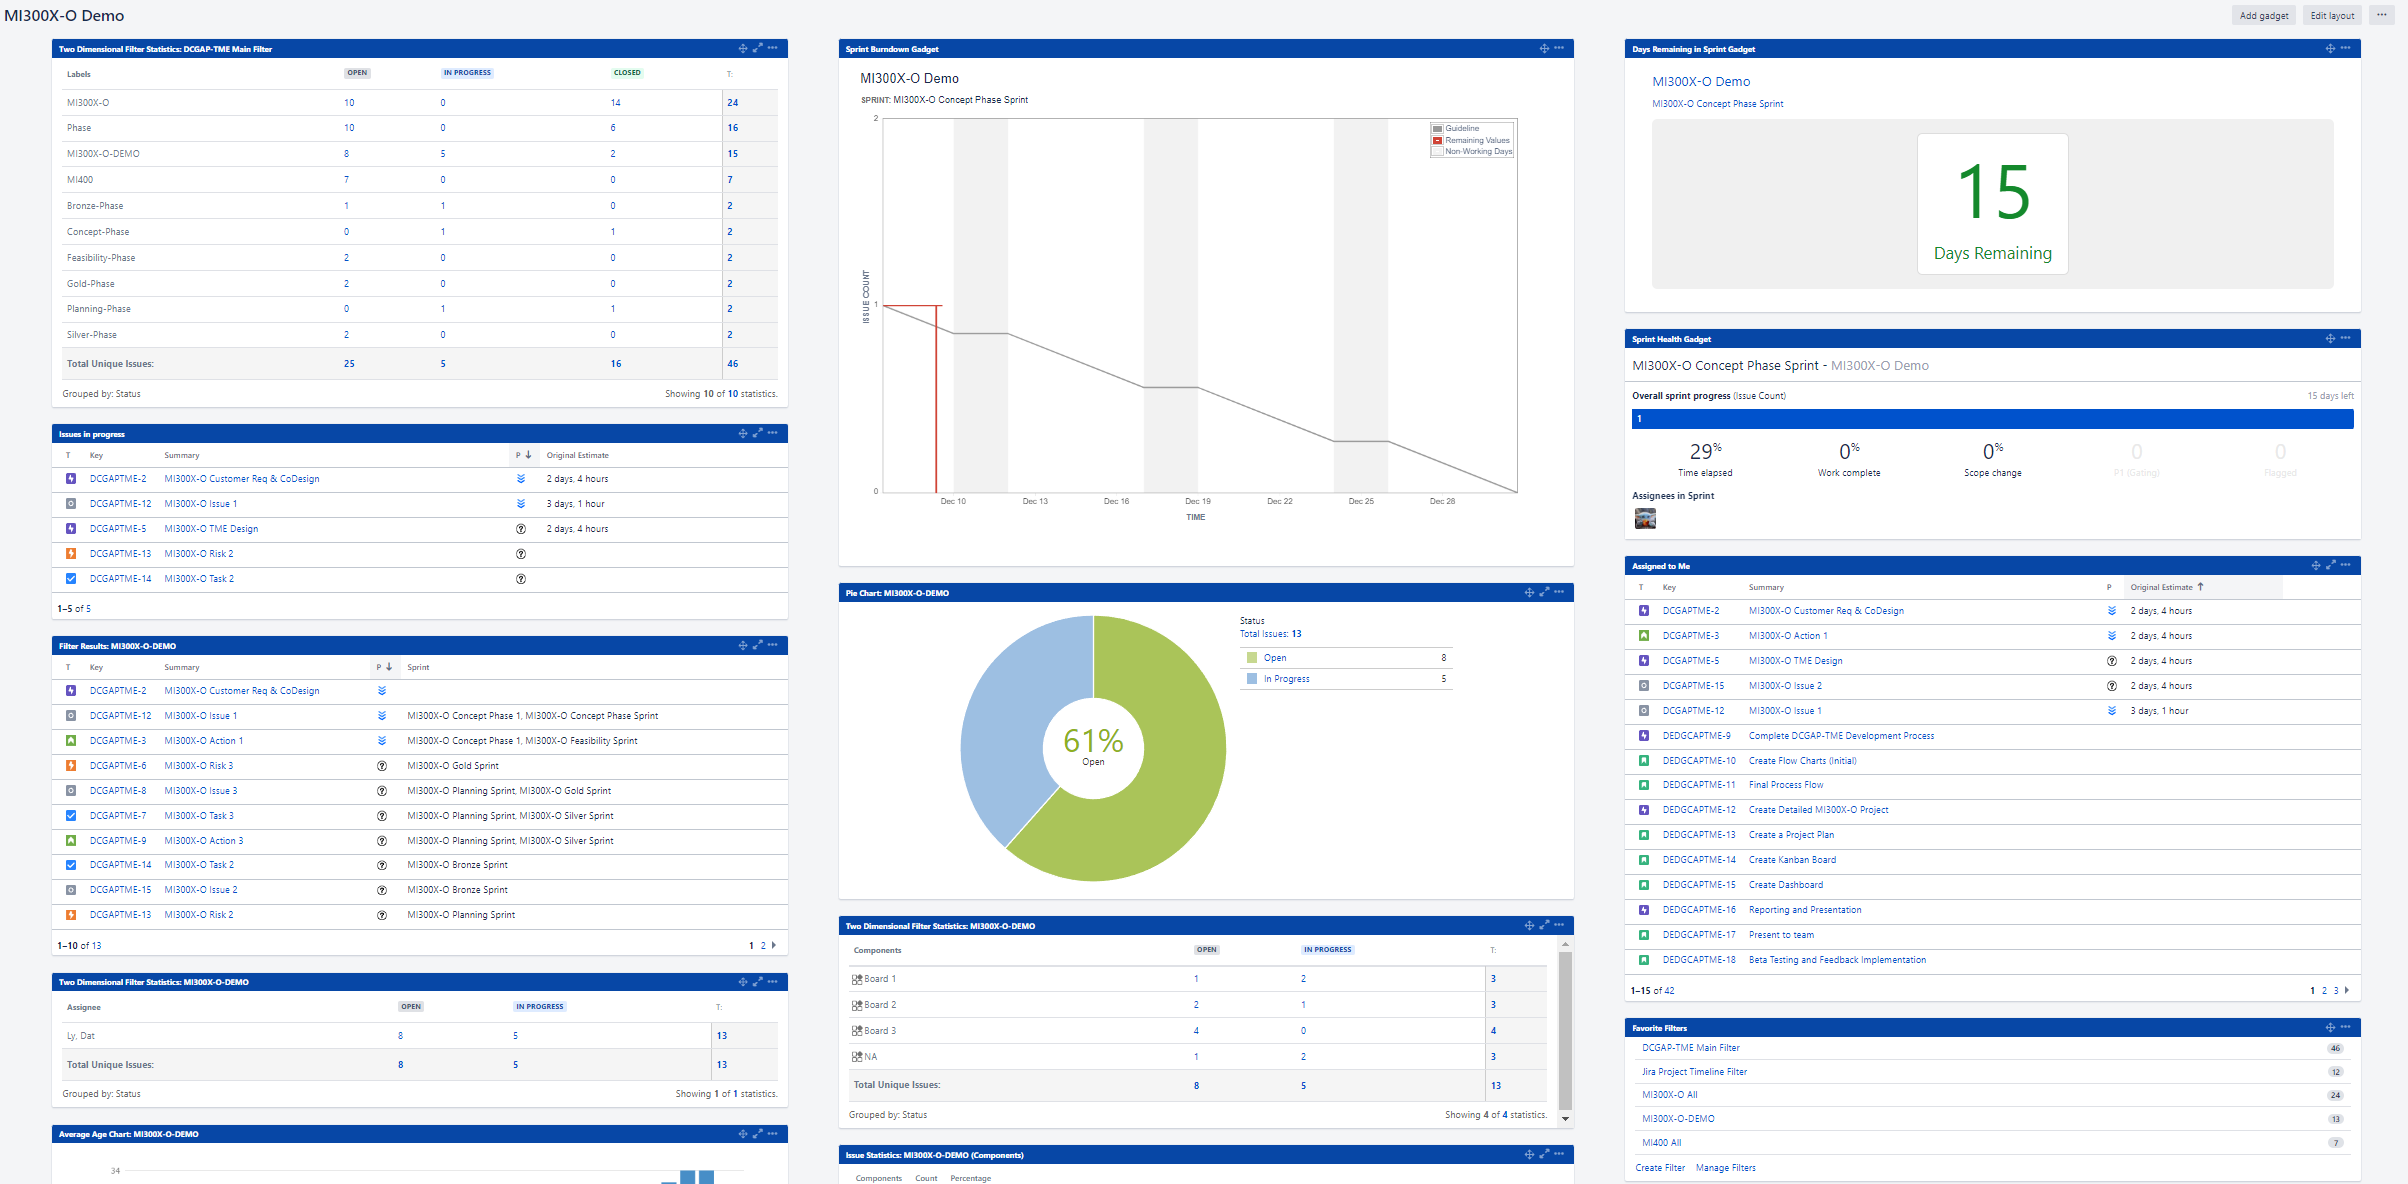 MI300X-O Demo
Add gadget Edit layout ...
Two Dimensional Filter Statistics: DCGAP-TME Main Filter
Labels OPEN IN PROGRESS CLOSED T:
MI300X-O 10 0 14 24
Phase 10 0 6 16
MI300X-O-DEMO 8 5 2 15
MI400 7 0 0 7
Bronze-Phase 1 1 0 2
Concept-Phase 0 1 1 2
Feasibility-Phase 2 0 0 2
Gold-Phase 2 0 0 2
Planning-Phase 0 1 1 2
Silver-Phase 2 0 0 2
Total Unique Issues: 25 5 16 46
Grouped by: Status Showing 10 of 10 statistics.
Issues in progress
T Key Summary P Original Estimate
DCGAPTME-2 MI300X-O Customer Req & CoDesign 2 days, 4 hours
DCGAPTME-12 MI300X-O Issue 1 3 days, 1 hour
DCGAPTME-5 MI300X-O TME Design 2 days, 4 hours
DCGAPTME-13 MI300X-O Risk 2
DCGAPTME-14 MI300X-O Task 2
1–5 of 5
Filter Results: MI300X-O-DEMO
T Key Summary P Sprint
DCGAPTME-2 MI300X-O Customer Req & CoDesign
DCGAPTME-12 MI300X-O Issue 1 MI300X-O Concept Phase 1, MI300X-O Concept Phase Sprint
DCGAPTME-3 MI300X-O Action 1 MI300X-O Concept Phase 1, MI300X-O Feasibility Sprint
DCGAPTME-6 MI300X-O Risk 3 MI300X-O Gold Sprint
DCGAPTME-8 MI300X-O Issue 3 MI300X-O Planning Sprint, MI300X-O Gold Sprint
DCGAPTME-7 MI300X-O Task 3 MI300X-O Planning Sprint, MI300X-O Silver Sprint
DCGAPTME-9 MI300X-O Action 3 MI300X-O Planning Sprint, MI300X-O Silver Sprint
DCGAPTME-14 MI300X-O Task 2 MI300X-O Bronze Sprint
DCGAPTME-15 MI300X-O Issue 2 MI300X-O Bronze Sprint
DCGAPTME-13 MI300X-O Risk 2 MI300X-O Planning Sprint
1–10 of 13 1 2
Two Dimensional Filter Statistics: MI300X-O-DEMO
Assignee OPEN IN PROGRESS T:
Ly, Dat 8 5 13
Total Unique Issues: 8 5 13
Grouped by: Status Showing 1 of 1 statistics.
Average Age Chart: MI300X-O-DEMO
34
Sprint Burndown Gadget
MI300X-O Demo
SPRINT: MI300X-O Concept Phase Sprint
Guideline
Remaining Values
Non-Working Days
2
1
0
ISSUE COUNT
Dec 10 Dec 13 Dec 16 Dec 19 Dec 22 Dec 25 Dec 28
TIME
Pie Chart: MI300X-O-DEMO
Status
Total Issues: 13
Open 8
In Progress 5
61%
Open
Two Dimensional Filter Statistics: MI300X-O-DEMO
Components OPEN IN PROGRESS T:
Board 1 1 2 3
Board 2 2 1 3
Board 3 4 0 4
NA 1 2 3
Total Unique Issues: 8 5 13
Grouped by: Status Showing 4 of 4 statistics.
Issue Statistics: MI300X-O-DEMO (Components)
Components Count Percentage
Days Remaining in Sprint Gadget
MI300X-O Demo
MI300X-O Concept Phase Sprint
15
Days Remaining
Sprint Health Gadget
MI300X-O Concept Phase Sprint - MI300X-O Demo
Overall sprint progress (Issue Count) 15 days left
1
29% 0% 0% 0 0
Time elapsed Work complete Scope change P1 (Gating) Flagged
Assignees in Sprint
Assigned to Me
T Key Summary P Original Estimate
DCGAPTME-2 MI300X-O Customer Req & CoDesign 2 days, 4 hours
DCGAPTME-3 MI300X-O Action 1 2 days, 4 hours
DCGAPTME-5 MI300X-O TME Design 2 days, 4 hours
DCGAPTME-15 MI300X-O Issue 2 2 days, 4 hours
DCGAPTME-12 MI300X-O Issue 1 3 days, 1 hour
DEDGCAPTME-9 Complete DCGAP-TME Development Process
DEDGCAPTME-10 Create Flow Charts (Initial)
DEDGCAPTME-11 Final Process Flow
DEDGCAPTME-12 Create Detailed MI300X-O Project
DEDGCAPTME-13 Create a Project Plan
DEDGCAPTME-14 Create Kanban Board
DEDGCAPTME-15 Create Dashboard
DEDGCAPTME-16 Reporting and Presentation
DEDGCAPTME-17 Present to team
DEDGCAPTME-18 Beta Testing and Feedback Implementation
1–15 of 42 1 2 3
Favorite Filters
DCGAP-TME Main Filter 46
Jira Project Timeline Filter 12
MI300X-O All 24
MI300X-O-DEMO 13
MI400 All 7
Create Filter Manage Filters